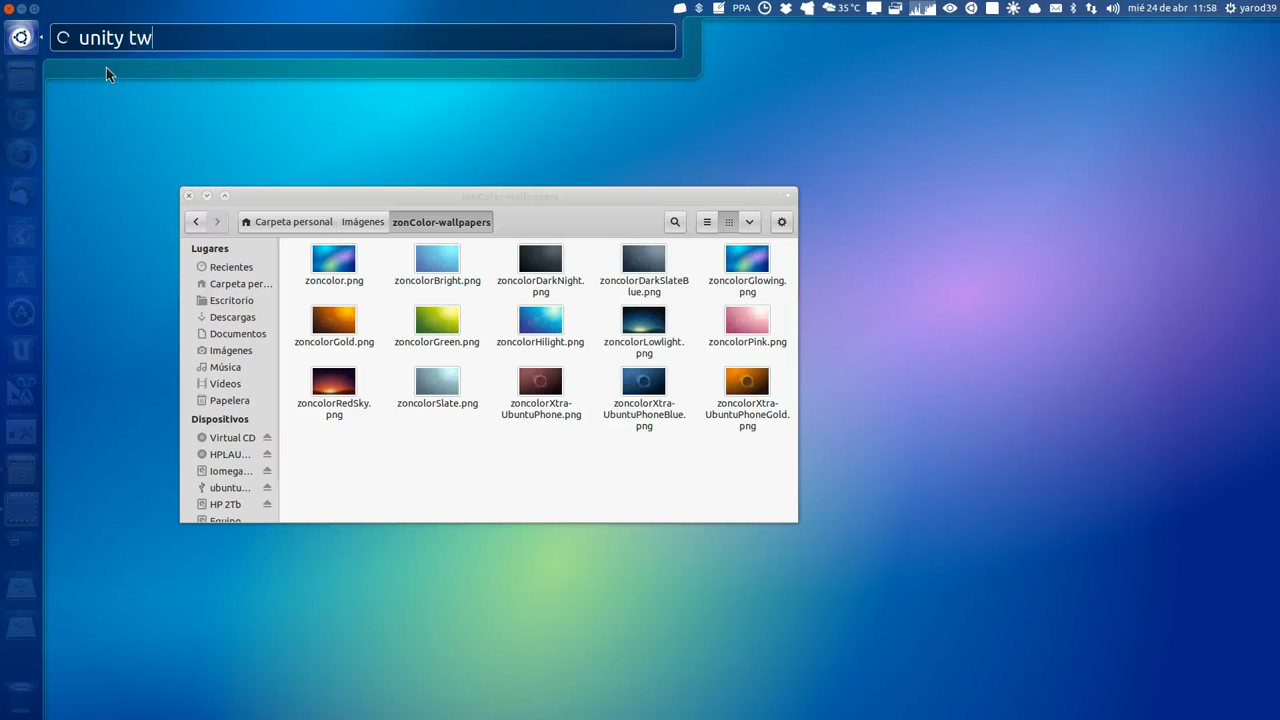 PPA 35°C mié 24 de abr 11:58 yarod39
unity tw
zonColor-wallpapers
Carpeta personal Imágenes zonColor-wallpapers
Lugares
Recientes
Carpeta per...
Escritorio
Descargas
Documentos
Imágenes
Música
Vídeos
Papelera
Dispositivos
Virtual CD
HPLAU...
Iomega...
ubuntu...
HP 2Tb
Equipo
zoncolor.png
zoncolorBright.png
zoncolorDarkNight.
png
zoncolorDarkSlateB
lue.png
zoncolorGlowing.
png
zoncolorGold.png
zoncolorGreen.png
zoncolorHilight.png
zoncolorLowlight.
png
zoncolorPink.png
zoncolorRedSky.
png
zoncolorSlate.png
zoncolorXtra-
UbuntuPhone.png
zoncolorXtra-
UbuntuPhoneBlue.
png
zoncolorXtra-
UbuntuPhoneGold.
png